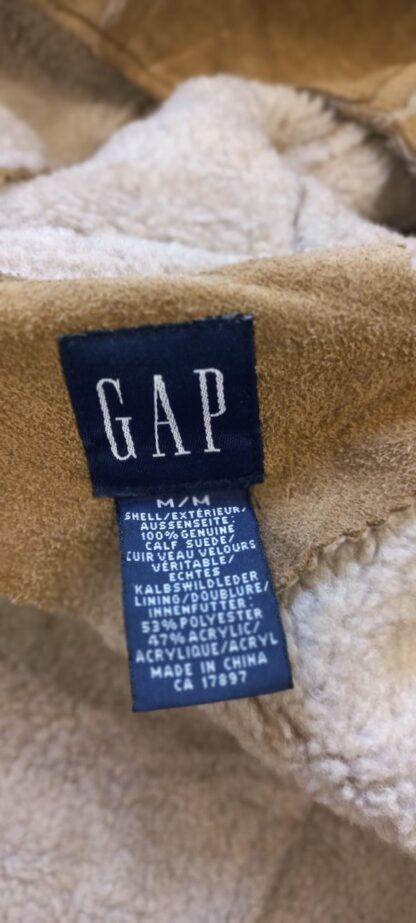 GAP
M/M
SHELL/EXTÉRIEUR/
AUSSENSEITE:
100% GENUINE
CALF SUEDE/
CUIR VEAU VELOURS
VÉRITABLE/
ECHTES
KALBSWILDLEDER
LINING/DOUBLURE/
INNENFUTTER:
53% POLYESTER
47% ACRYLIC/
ACRYLIQUE/ACRYL
MADE IN CHINA
CA 17897